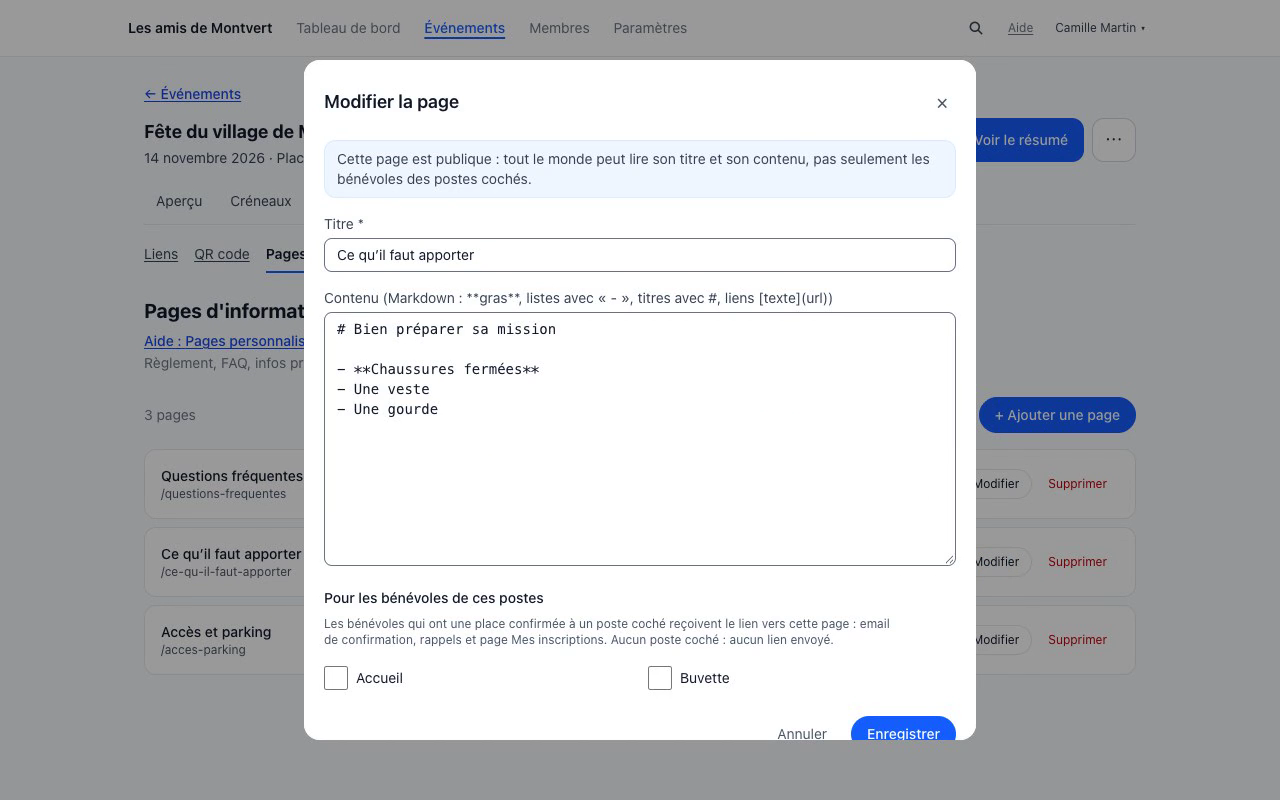 Les amis de Montvert Tableau de bord Événements Membres Paramètres Aide Camille Martin
← Événements
Fête du village de
14 novembre 2026 · Plac
Voir le résumé ···
Aperçu Créneaux
Liens QR code Pages
Pages d'informat
Aide : Pages personnalis
Règlement, FAQ, infos pr
3 pages
+ Ajouter une page
Questions fréquentes
/questions-frequentes
Modifier Supprimer
Ce qu’il faut apporter
/ce-qu-il-faut-apporter
Modifier Supprimer
Accès et parking
/acces-parking
Modifier Supprimer
Modifier la page ×
Cette page est publique : tout le monde peut lire son titre et son contenu, pas seulement les
bénévoles des postes cochés.
Titre *
Ce qu’il faut apporter
Contenu (Markdown : **gras**, listes avec « - », titres avec #, liens [texte](url))
# Bien préparer sa mission
– **Chaussures fermées**
– Une veste
– Une gourde
Pour les bénévoles de ces postes
Les bénévoles qui ont une place confirmée à un poste coché reçoivent le lien vers cette page : email
de confirmation, rappels et page Mes inscriptions. Aucun poste coché : aucun lien envoyé.
Accueil Buvette
Annuler Enregistrer